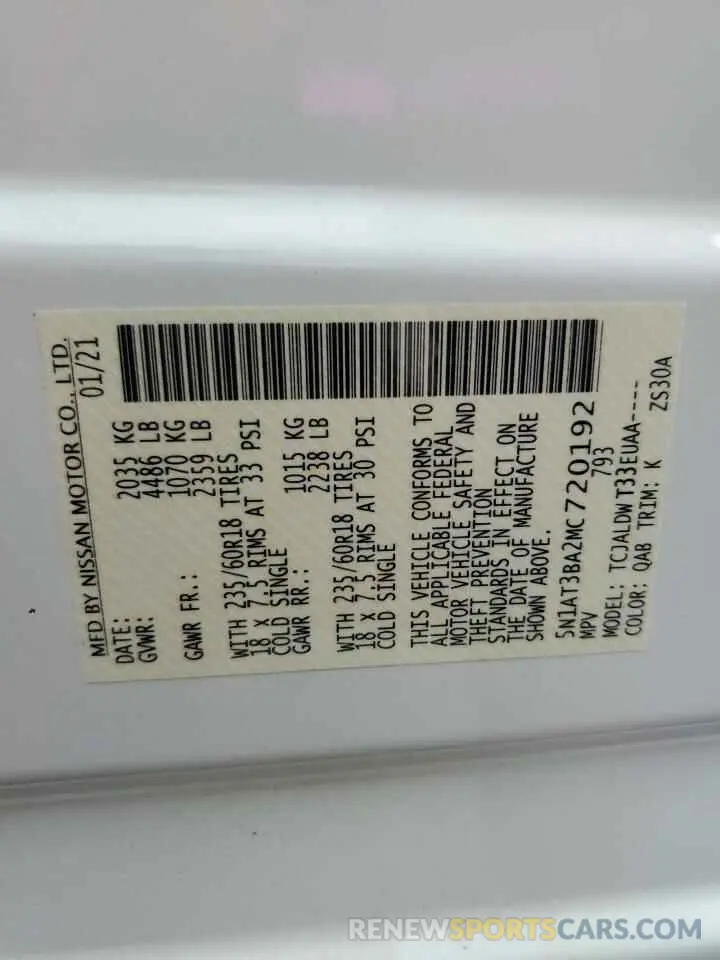 MFD BY NISSAN MOTOR CO., LTD.
DATE: 01/21
GVWR: 2035 KG
4486 LB
GAWR FR.: 1070 KG
2359 LB
WITH 235/60R18 TIRES
18 X 7.5 RIMS AT 33 PSI
COLD SINGLE
GAWR RR.: 1015 KG
2238 LB
WITH 235/60R18 TIRES
18 X 7.5 RIMS AT 30 PSI
COLD SINGLE
THIS VEHICLE CONFORMS TO
ALL APPLICABLE FEDERAL
MOTOR VEHICLE SAFETY AND
THEFT PREVENTION
STANDARDS IN EFFECT ON
THE DATE OF MANUFACTURE
SHOWN ABOVE.
5N1AT3BA2MC720192
MPV 793
MODEL: TCJALDWT33EUAA----
COLOR: QAB TRIM: K ZS30A
RENEWSPORTSCARS.COM